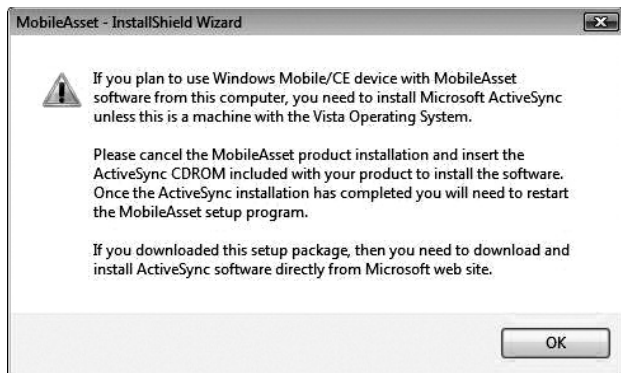 MobileAsset - InstallShield Wizard
If you plan to use Windows Mobile/CE device with MobileAsset
software from this computer, you need to install Microsoft ActiveSync
unless this is a machine with the Vista Operating System.
Please cancel the MobileAsset product installation and insert the
ActiveSync CDROM included with your product to install the software.
Once the ActiveSync installation has completed you will need to restart
the MobileAsset setup program.
If you downloaded this setup package, then you need to download and
install ActiveSync software directly from Microsoft web site.
OK